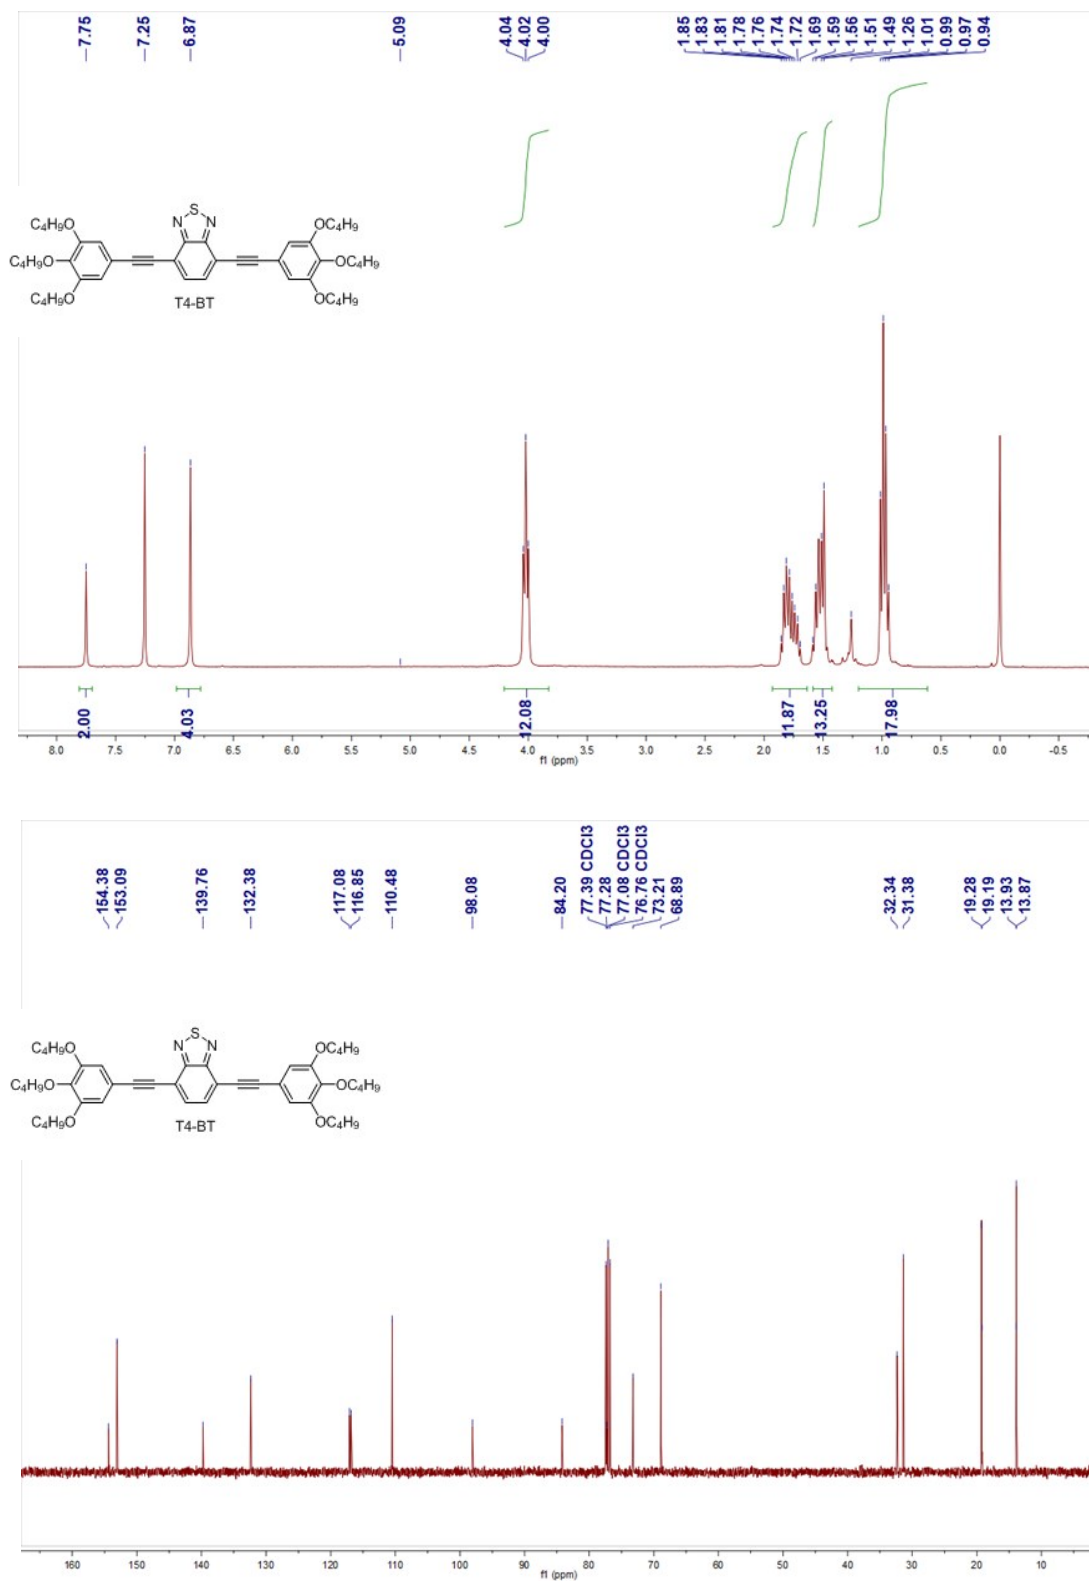 7.75
7.25
6.87
5.09
4.04
4.02
4.00
1.85
1.83
1.81
1.78
1.76
1.74
1.72
1.69
1.59
1.56
1.51
1.49
1.26
1.01
0.99
0.97
0.94
S
N N
C4H9O OC4H9
C4H9O OC4H9
C4H9O OC4H9
T4-BT
2.00
4.03
12.08
11.87
13.25
17.98
8.0 7.5 7.0 6.5 6.0 5.5 5.0 4.5 4.0 3.5 3.0 2.5 2.0 1.5 1.0 0.5 0.0 -0.5
f1 (ppm)
154.38
153.09
139.76
132.38
117.08
116.85
110.48
98.08
84.20
77.39 CDCl3
77.28
77.08 CDCl3
76.76 CDCl3
73.21
68.89
32.34
31.38
19.28
19.19
13.93
13.87
S
N N
C4H9O OC4H9
C4H9O OC4H9
C4H9O OC4H9
T4-BT
160 150 140 130 120 110 100 90 80 70 60 50 40 30 20 10
f1 (ppm)